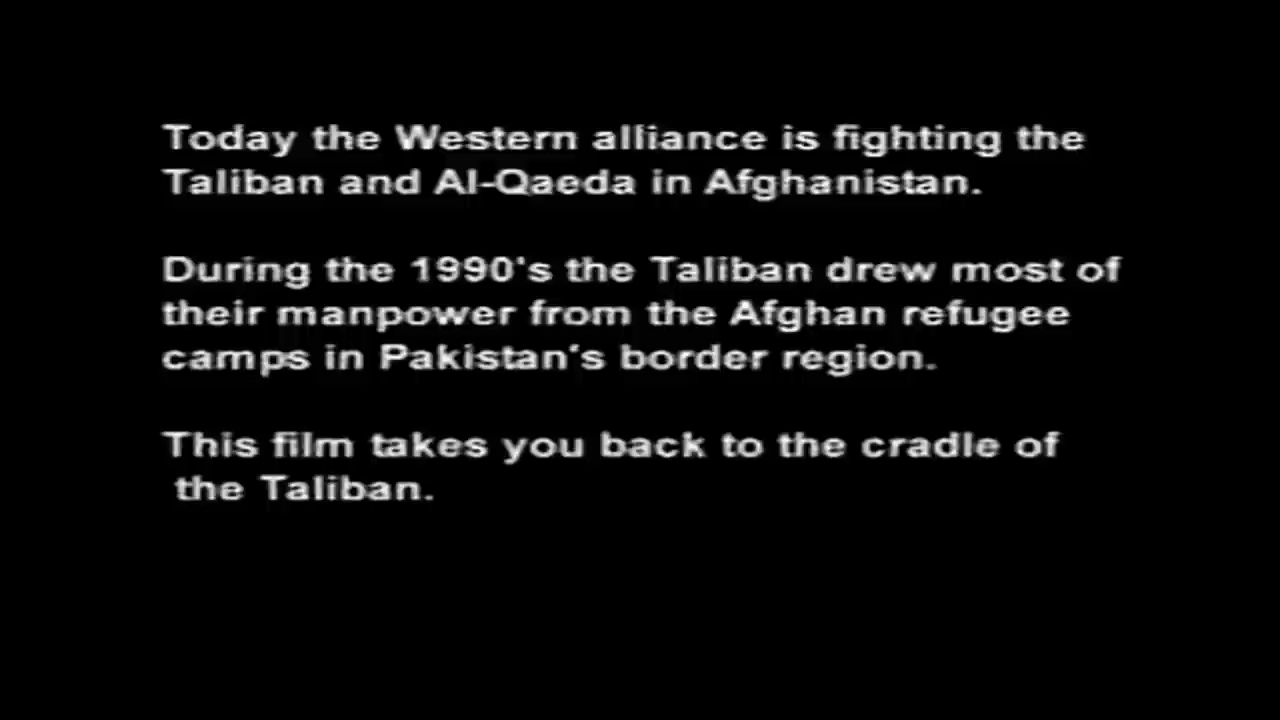 Today the Western alliance is fighting the
Taliban and Al-Qaeda in Afghanistan.
During the 1990's the Taliban drew most of
their manpower from the Afghan refugee
camps in Pakistan's border region.
This film takes you back to the cradle of
the Taliban.